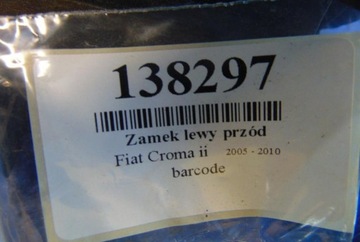 138297
Zamek lewy przód
Fiat Croma ii 2005 - 2010
barcode